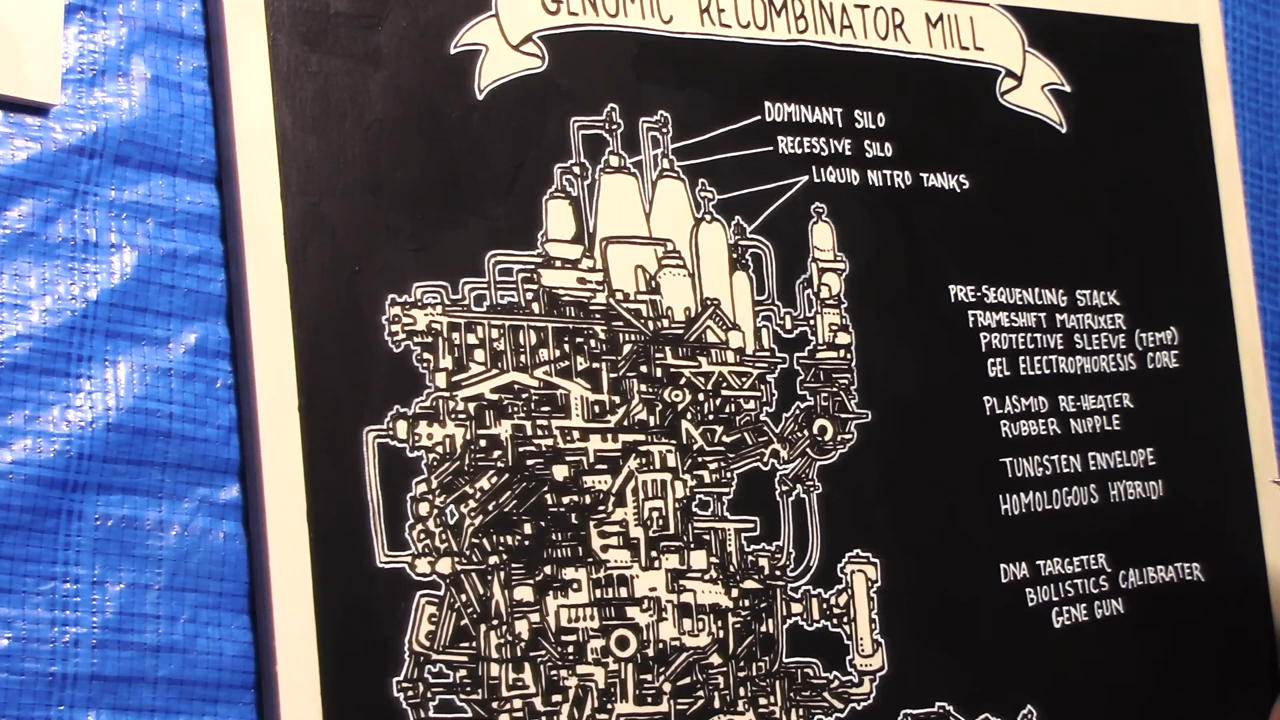 GENOMIC RECOMBINATOR MILL
DOMINANT SILO
RECESSIVE SILO
LIQUID NITRO TANKS
PRE-SEQUENCING STACK
FRAMESHIFT MATRIXER
PROTECTIVE SLEEVE (TEMP)
GEL ELECTROPHORESIS CORE
PLASMID RE-HEATER
RUBBER NIPPLE
TUNGSTEN ENVELOPE
HOMOLOGOUS HYBRIDI
DNA TARGETER
BIOLISTICS CALIBRATER
GENE GUN